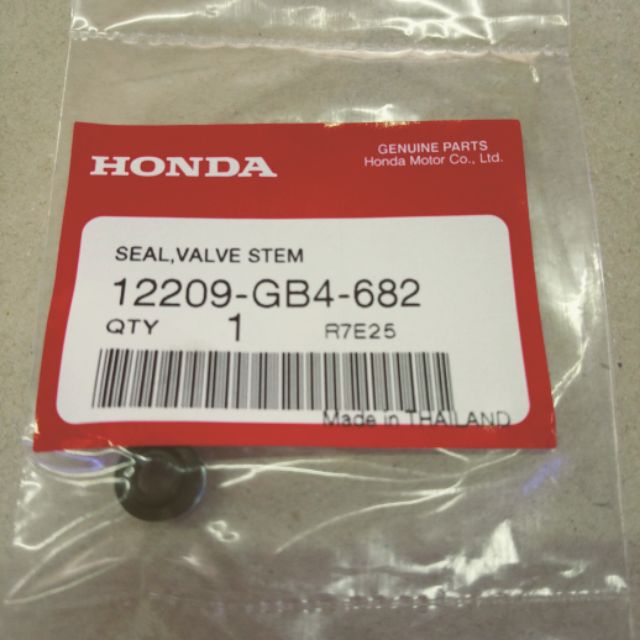 HONDA
GENUINE PARTS
Honda Motor Co., Ltd.
SEAL,VALVE STEM
12209-GB4-682
QTY 1 R7E25
Made in THAILAND